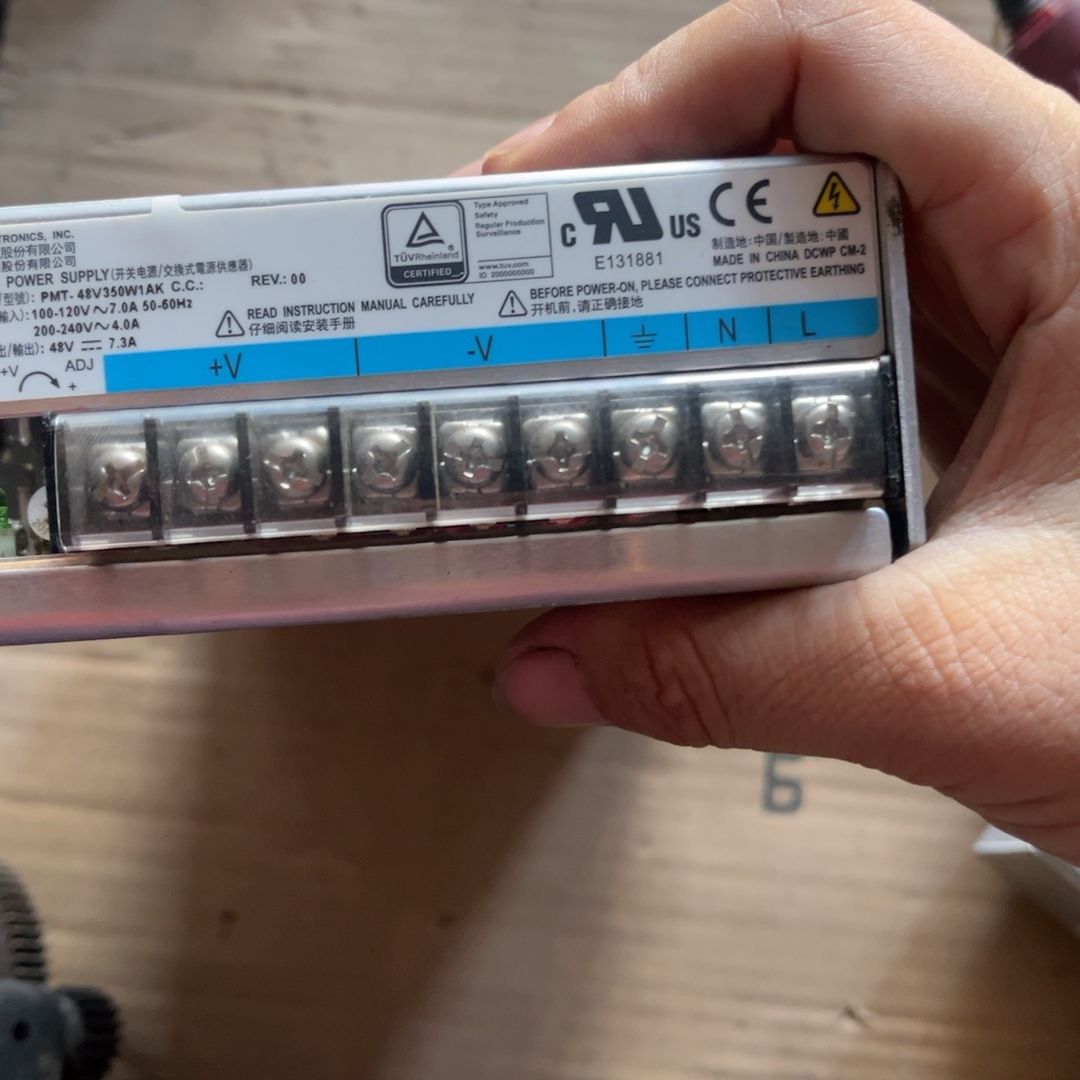 TRONICS, INC.
股份有限公司
股份有限公司
POWER SUPPLY(开关电源/交換式電源供應器)
型號): PMT- 48V350W1AK C.C.:
REV.: 00
輸入): 100-120V~7.0A 50-60Hz
200-240V~4.0A
出/輸出): 48V ⎓ 7.3A
+V
ADJ
+
READ INSTRUCTION MANUAL CAREFULLY
仔细阅读安装手册
TÜVRheinland
CERTIFIED
Type Approved
Safety
Regular Production
Surveillance
www.tuv.com
ID 2000000000
C RU US
E131881
CE
制造地:中国/製造地:中國
MADE IN CHINA DCWP CM-2
BEFORE POWER-ON, PLEASE CONNECT PROTECTIVE EARTHING
开机前,请正确接地
+V
-V
N
L